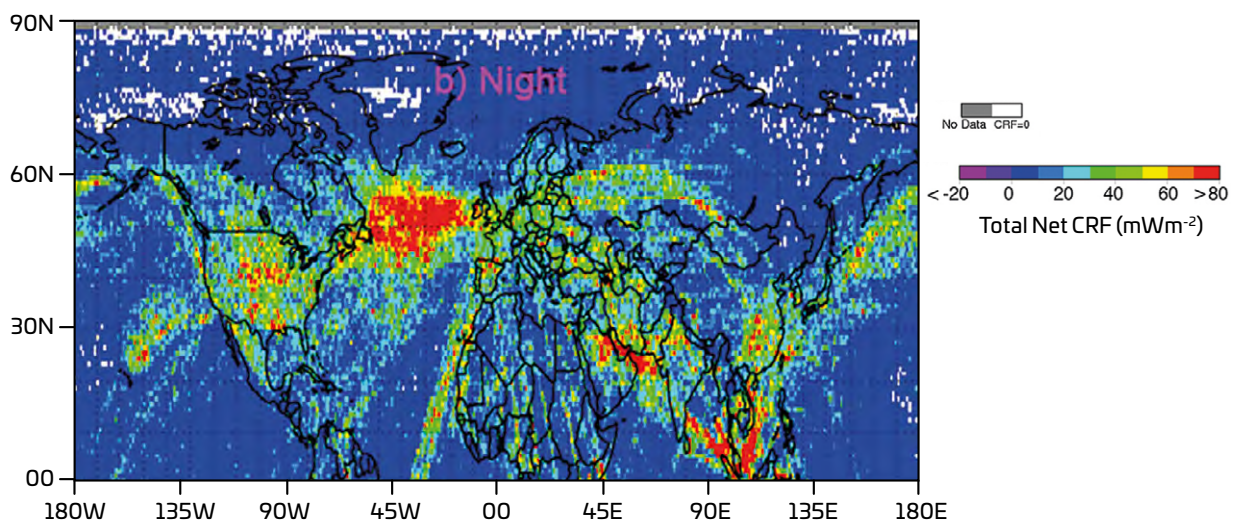 90N
b) Night
60N
30N
00
180W 135W 90W 45W 00 45E 90E 135E 180E
No Data CRF=0
< -20 0 20 40 60 >80
Total Net CRF (mWm⁻²)